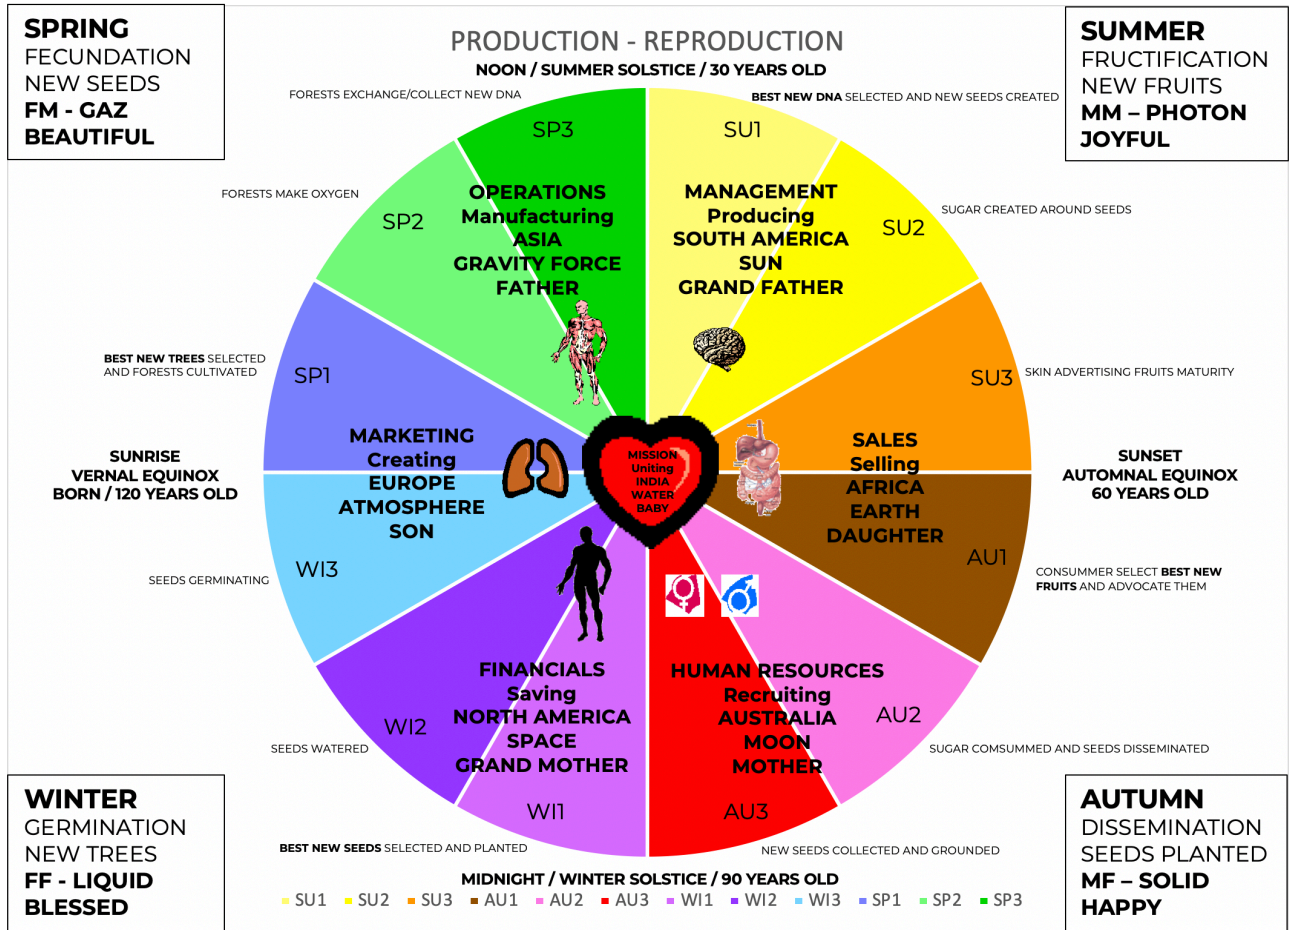 SPRING
FECUNDATION
NEW SEEDS
FM - GAZ
BEAUTIFUL
PRODUCTION - REPRODUCTION
NOON / SUMMER SOLSTICE / 30 YEARS OLD
SUMMER
FRUCTIFICATION
NEW FRUITS
MM – PHOTON
JOYFUL
FORESTS EXCHANGE/COLLECT NEW DNA
BEST NEW DNA SELECTED AND NEW SEEDS CREATED
SP3
SU1
FORESTS MAKE OXYGEN
SP2
OPERATIONS
Manufacturing
ASIA
GRAVITY FORCE
FATHER
MANAGEMENT
Producing
SOUTH AMERICA
SUN
GRAND FATHER
SU2
SUGAR CREATED AROUND SEEDS
BEST NEW TREES SELECTED
AND FORESTS CULTIVATED
SP1
SU3
SKIN ADVERTISING FRUITS MATURITY
SUNRISE
VERNAL EQUINOX
BORN / 120 YEARS OLD
MARKETING
Creating
EUROPE
ATMOSPHERE
SON
MISSION
Uniting
INDIA
WATER
BABY
SALES
Selling
AFRICA
EARTH
DAUGHTER
SUNSET
AUTOMNAL EQUINOX
60 YEARS OLD
SEEDS GERMINATING
WI3
AU1
CONSUMMER SELECT BEST NEW
FRUITS AND ADVOCATE THEM
SEEDS WATERED
WI2
FINANCIALS
Saving
NORTH AMERICA
SPACE
GRAND MOTHER
HUMAN RESOURCES
Recruiting
AUSTRALIA
MOON
MOTHER
AU2
SUGAR COMSUMMED AND SEEDS DISSEMINATED
WI1
AU3
BEST NEW SEEDS SELECTED AND PLANTED
NEW SEEDS COLLECTED AND GROUNDED
WINTER
GERMINATION
NEW TREES
FF - LIQUID
BLESSED
MIDNIGHT / WINTER SOLSTICE / 90 YEARS OLD
SU1 SU2 SU3 AU1 AU2 AU3 WI1 WI2 WI3 SP1 SP2 SP3
AUTUMN
DISSEMINATION
SEEDS PLANTED
MF – SOLID
HAPPY